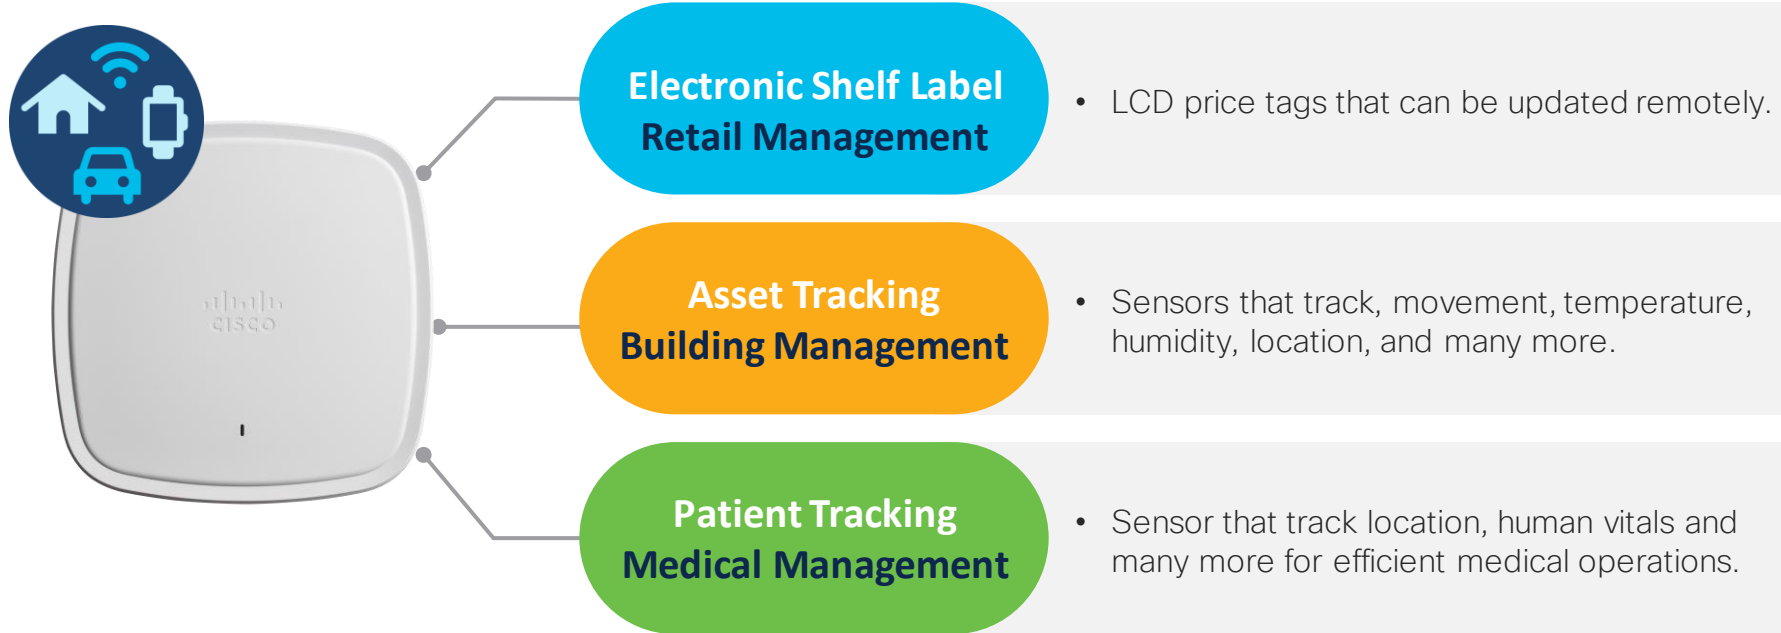 CISCO
Electronic Shelf Label
Retail Management
• LCD price tags that can be updated remotely.
Asset Tracking
Building Management
• Sensors that track, movement, temperature,
humidity, location, and many more.
Patient Tracking
Medical Management
• Sensor that track location, human vitals and
many more for efficient medical operations.